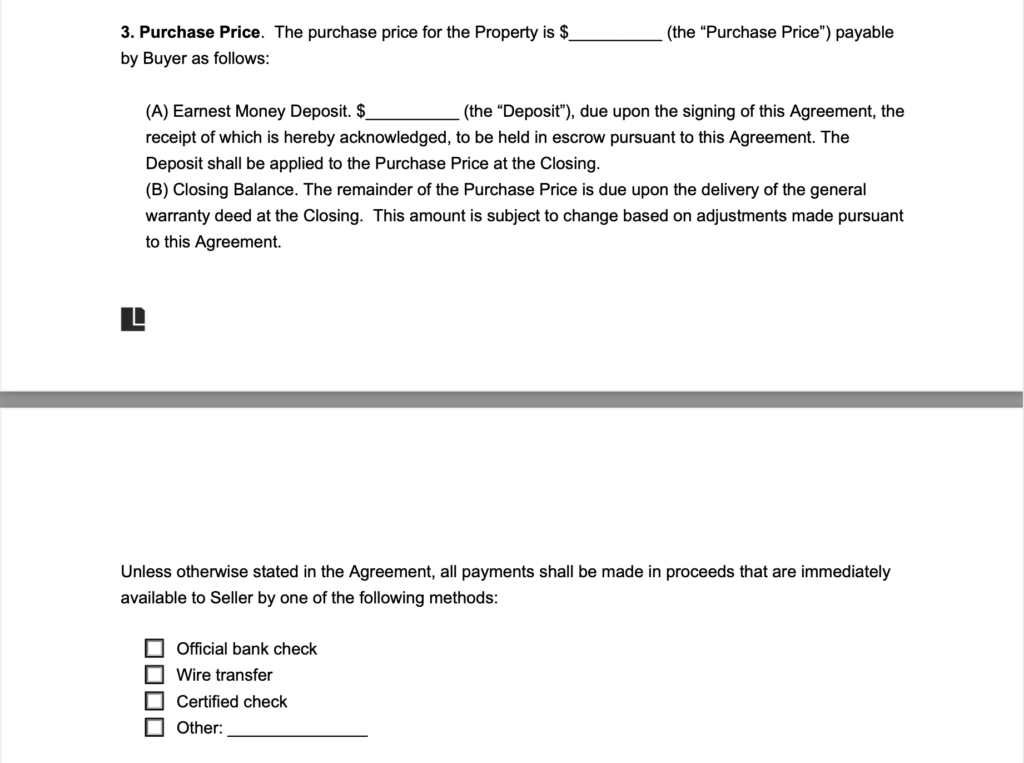 3. Purchase Price. The purchase price for the Property is $__________ (the “Purchase Price”) payable
by Buyer as follows:
(A) Earnest Money Deposit. $__________ (the “Deposit”), due upon the signing of this Agreement, the
receipt of which is hereby acknowledged, to be held in escrow pursuant to this Agreement. The
Deposit shall be applied to the Purchase Price at the Closing.
(B) Closing Balance. The remainder of the Purchase Price is due upon the delivery of the general
warranty deed at the Closing. This amount is subject to change based on adjustments made pursuant
to this Agreement.
Unless otherwise stated in the Agreement, all payments shall be made in proceeds that are immediately
available to Seller by one of the following methods:
☐ Official bank check
☐ Wire transfer
☐ Certified check
☐ Other: _______________